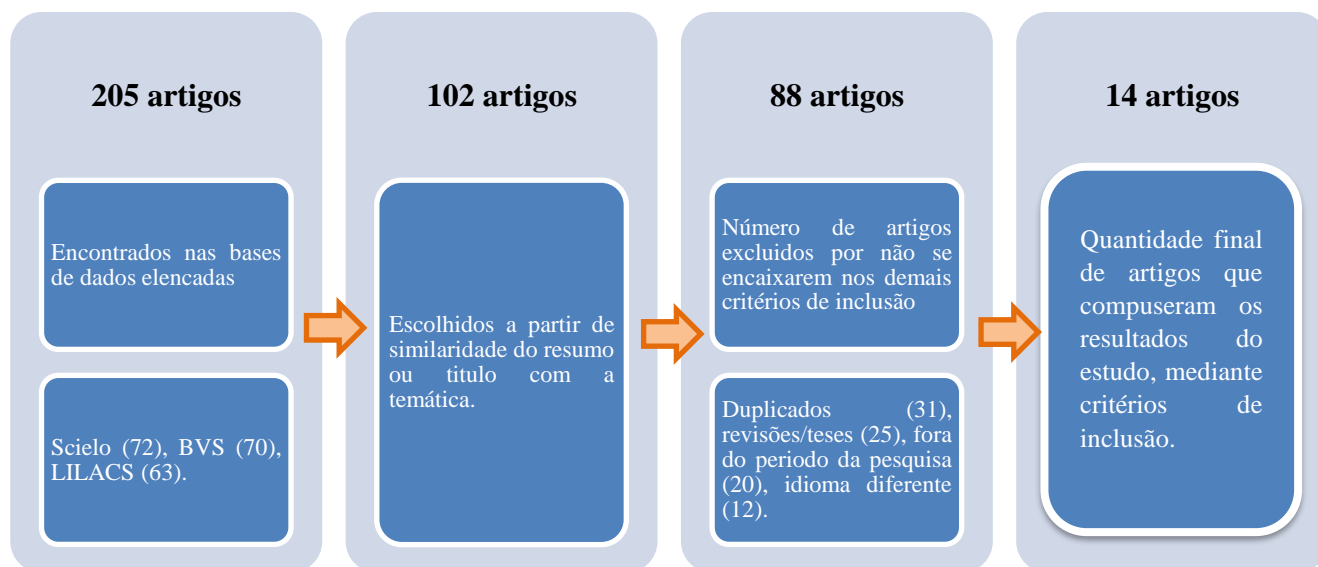 205 artigos
Encontrados nas bases
de dados elencadas
Scielo (72), BVS (70),
LILACS (63).
102 artigos
Escolhidos a partir de
similaridade do resumo
ou titulo com a
temática.
88 artigos
Número de artigos
excluidos por não se
encaixarem nos demais
critérios de inclusão
Duplicados (31),
revisões/teses (25), fora
do periodo da pesquisa
(20), idioma diferente
(12).
14 artigos
Quantidade final
de artigos que
compuseram os
resultados do
estudo, mediante
critérios de
inclusão.